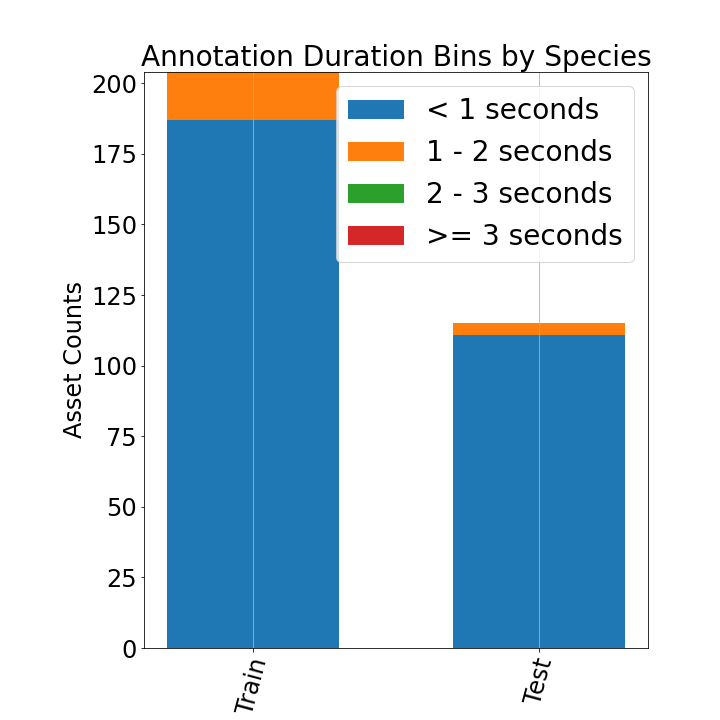 Annotation Duration Bins by Species
< 1 seconds
1 - 2 seconds
2 - 3 seconds
>= 3 seconds
Asset Counts
200
175
150
125
100
75
50
25
0
Train
Test